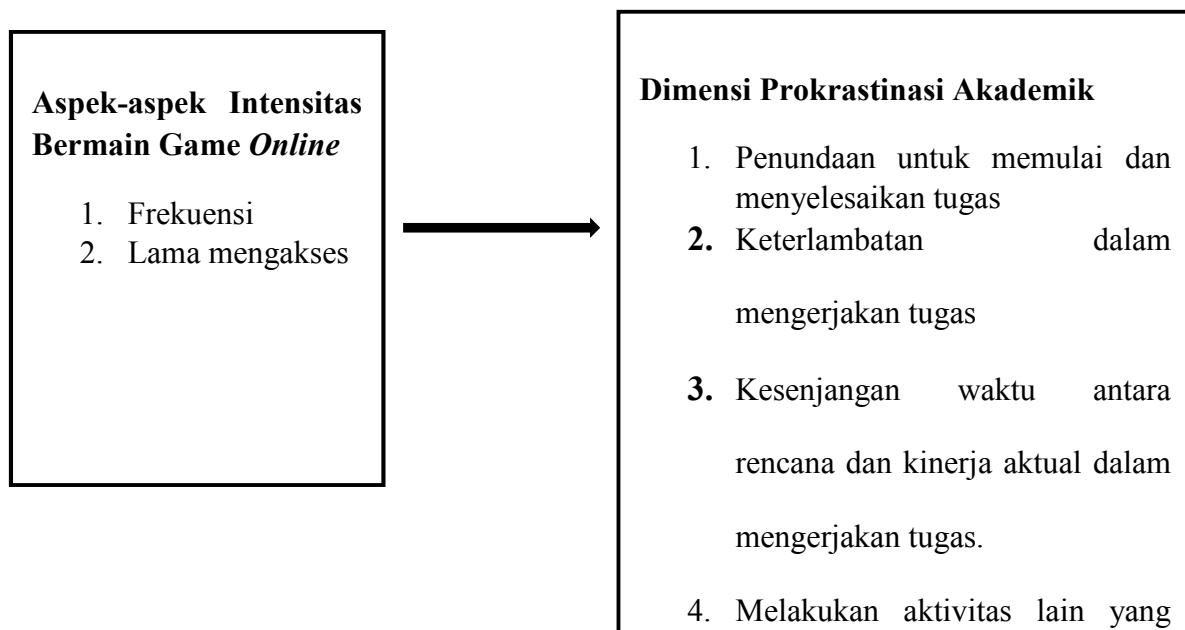 Aspek-aspek Intensitas
Bermain Game Online
1. Frekuensi
2. Lama mengakses
Dimensi Prokrastinasi Akademik
1. Penundaan untuk memulai dan
menyelesaikan tugas
2. Keterlambatan dalam
mengerjakan tugas
3. Kesenjangan waktu antara
rencana dan kinerja aktual dalam
mengerjakan tugas.
4. Melakukan aktivitas lain yang